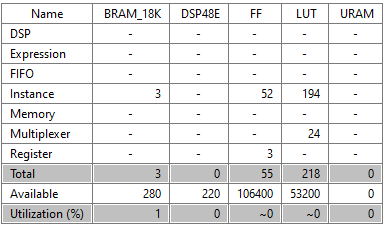 Name BRAM_18K DSP48E FF LUT URAM
DSP - - - - -
Expression - - - - -
FIFO - - - - -
Instance 3 - 52 194 -
Memory - - - - -
Multiplexer - - - 24 -
Register - - 3 - -
Total 3 0 55 218 0
Available 280 220 106400 53200 0
Utilization (%) 1 0 ~0 ~0 0